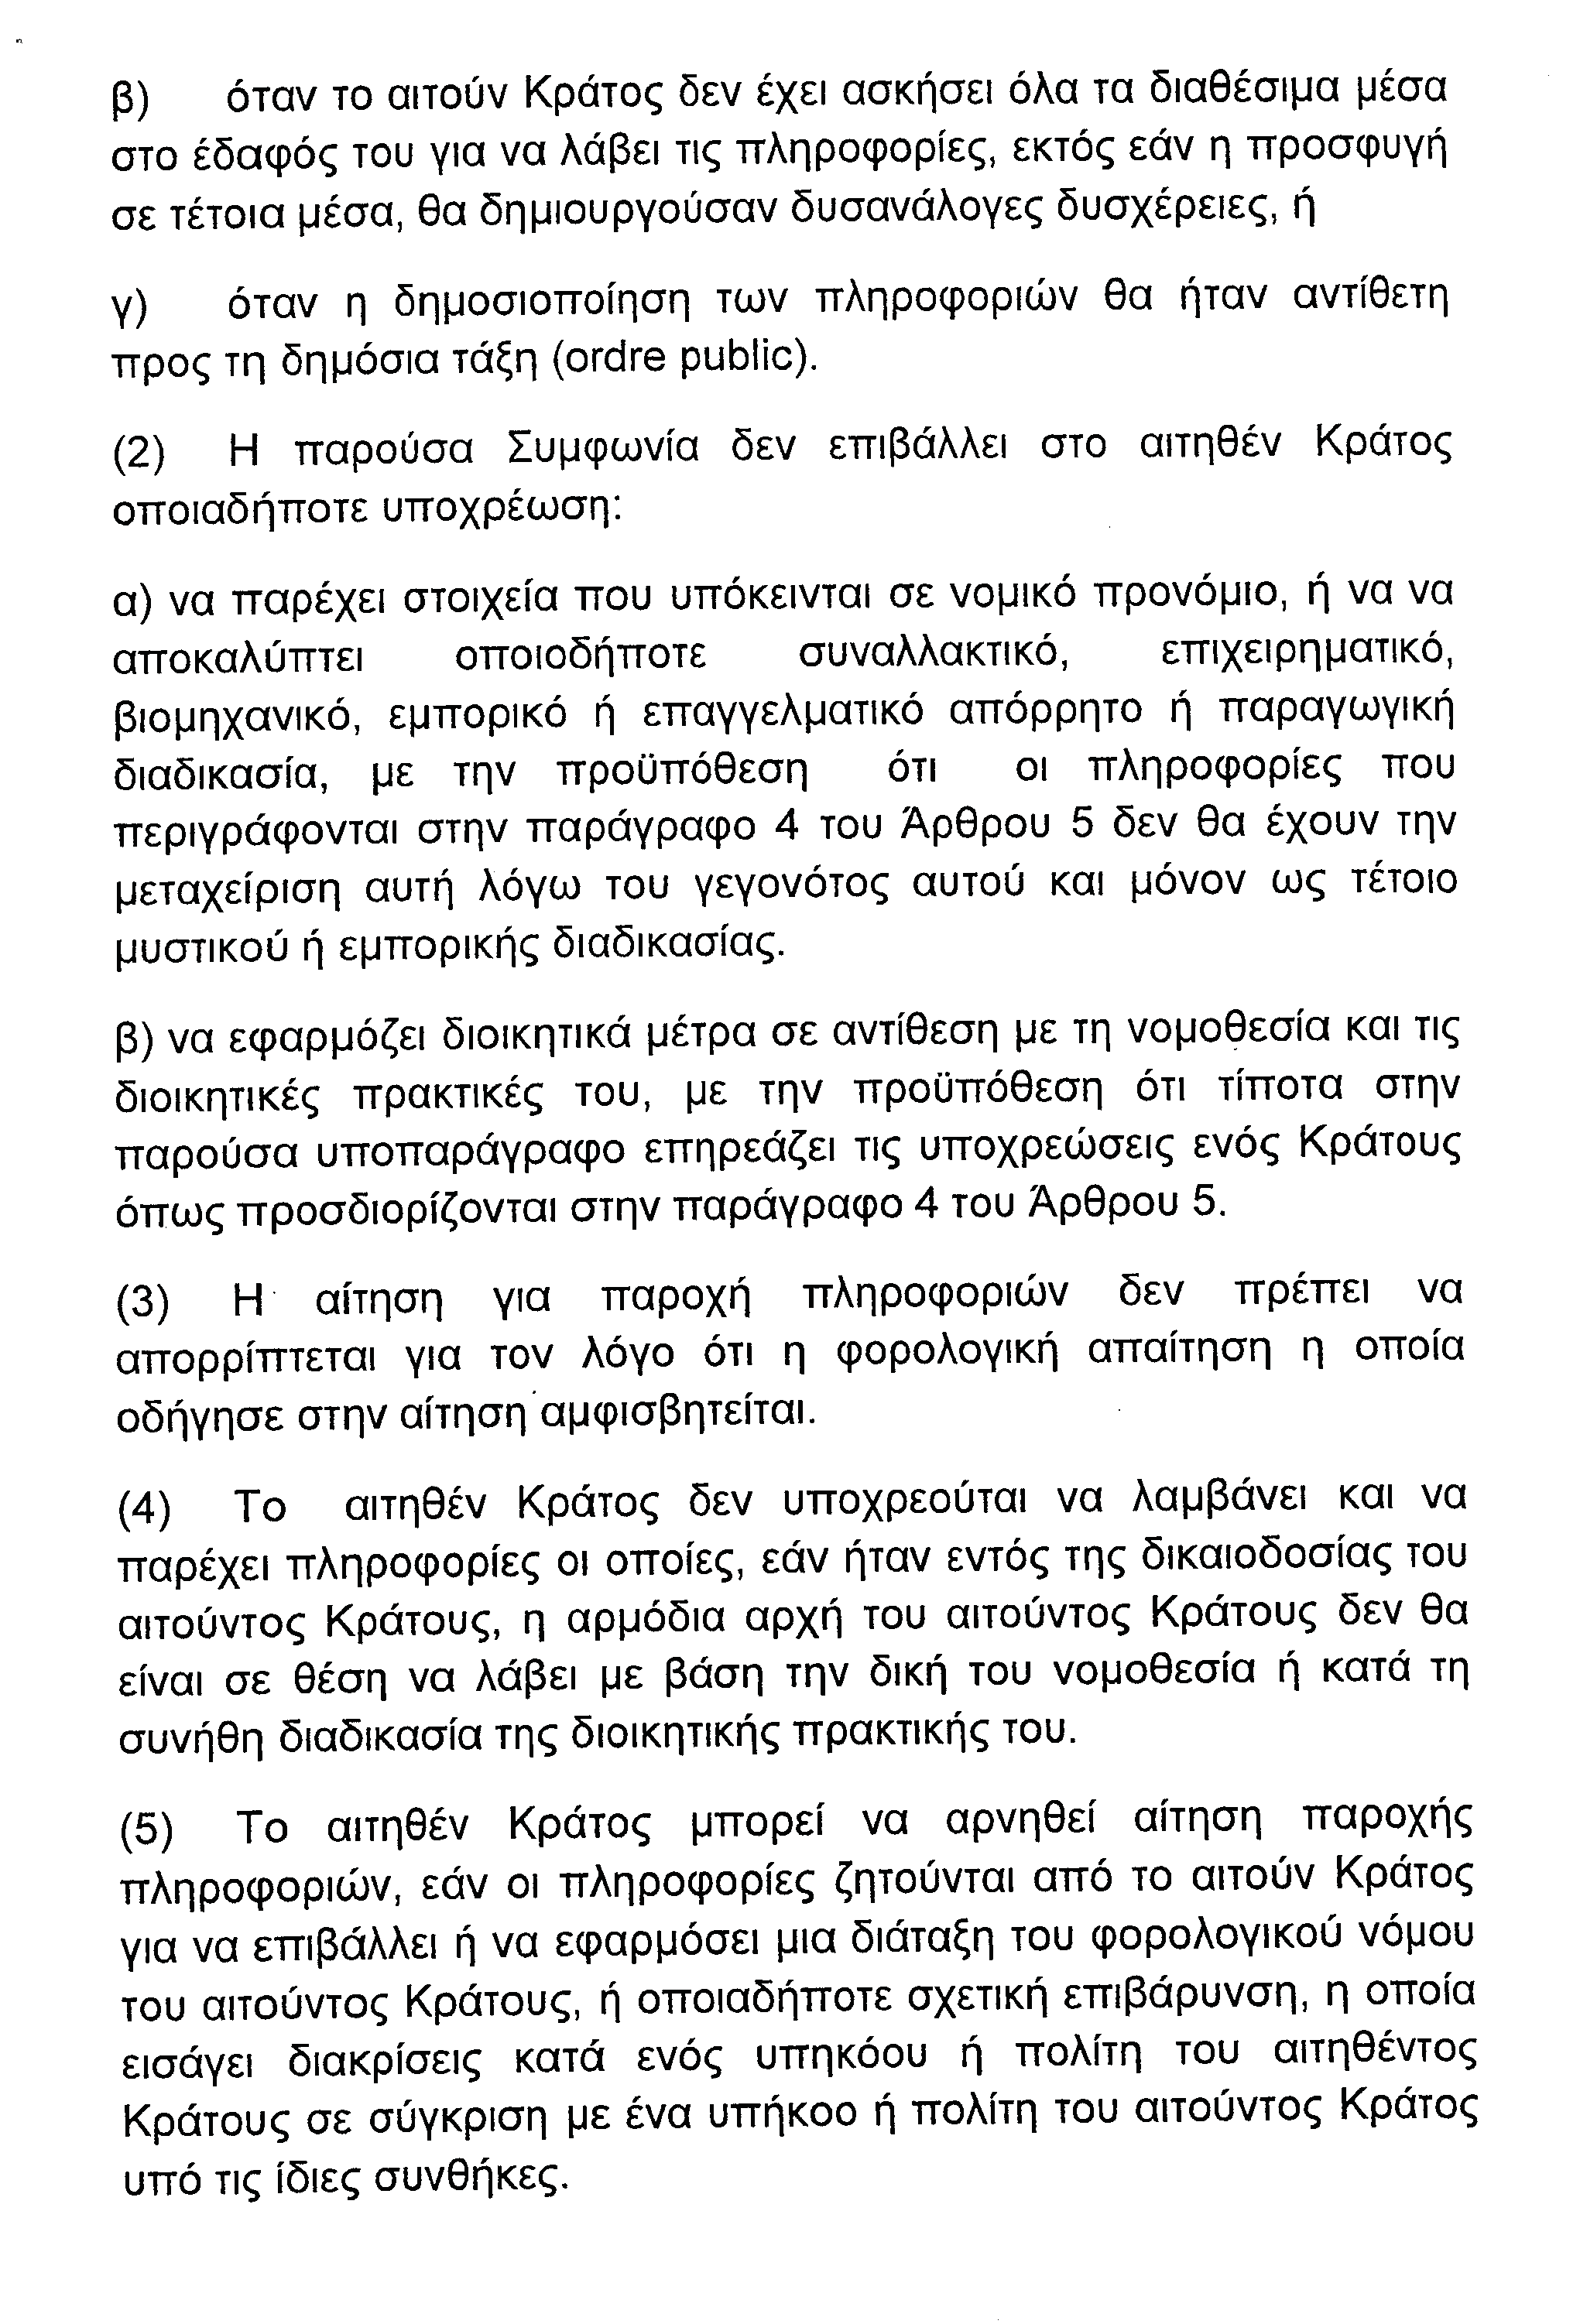 β) όταν το αιτούν Κράτος δεν έχει ασκήσει όλα τα διαθέσιμα μέσα
στο έδαφός του για να λάβει τις πληροφορίες, εκτός εάν η προσφυγή
σε τέτοια μέσα, θα δημιουργούσαν δυσανάλογες δυσχέρειες, ή
γ) όταν η δημοσιοποίηση των πληροφοριών θα ήταν αντίθετη
προς τη δημόσια τάξη (ordre public).
(2) Η παρούσα Συμφωνία δεν επιβάλλει στο αιτηθέν Κράτος
οποιαδήποτε υποχρέωση:
α) να παρέχει στοιχεία που υπόκεινται σε νομικό προνόμιο, ή να να
αποκαλύπτει οποιοδήποτε συναλλακτικό, επιχειρηματικό,
βιομηχανικό, εμπορικό ή επαγγελματικό απόρρητο ή παραγωγική
διαδικασία, με την προϋπόθεση ότι οι πληροφορίες που
περιγράφονται στην παράγραφο 4 του Άρθρου 5 δεν θα έχουν την
μεταχείριση αυτή λόγω του γεγονότος αυτού και μόνον ως τέτοιο
μυστικού ή εμπορικής διαδικασίας.
β) να εφαρμόζει διοικητικά μέτρα σε αντίθεση με τη νομοθεσία και τις
διοικητικές πρακτικές του, με την προϋπόθεση ότι τίποτα στην
παρούσα υποπαράγραφο επηρεάζει τις υποχρεώσεις ενός Κράτους
όπως προσδιορίζονται στην παράγραφο 4 του Άρθρου 5.
(3) Η αίτηση για παροχή πληροφοριών δεν πρέπει να
απορρίπτεται για τον λόγο ότι η φορολογική απαίτηση η οποία
οδήγησε στην αίτηση αμφισβητείται.
(4) Το αιτηθέν Κράτος δεν υποχρεούται να λαμβάνει και να
παρέχει πληροφορίες οι οποίες, εάν ήταν εντός της δικαιοδοσίας του
αιτούντος Κράτους, η αρμόδια αρχή του αιτούντος Κράτους δεν θα
είναι σε θέση να λάβει με βάση την δική του νομοθεσία ή κατά τη
συνήθη διαδικασία της διοικητικής πρακτικής του.
(5) Το αιτηθέν Κράτος μπορεί να αρνηθεί αίτηση παροχής
πληροφοριών, εάν οι πληροφορίες ζητούνται από το αιτούν Κράτος
για να επιβάλλει ή να εφαρμόσει μια διάταξη του φορολογικού νόμου
του αιτούντος Κράτους, ή οποιαδήποτε σχετική επιβάρυνση, η οποία
εισάγει διακρίσεις κατά ενός υπηκόου ή πολίτη του αιτηθέντος
Κράτους σε σύγκριση με ένα υπήκοο ή πολίτη του αιτούντος Κράτος
υπό τις ίδιες συνθήκες.